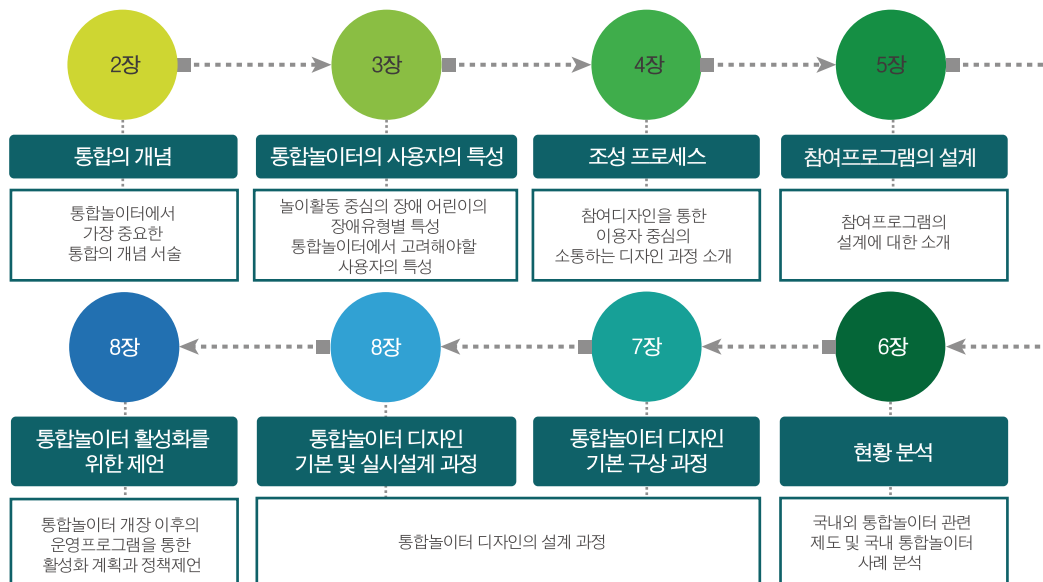 2장
3장
4장
5장
통합의 개념
통합놀이터의 사용자의 특성
조성 프로세스
참여프로그램의 설계
통합놀이터에서
가장 중요한
통합의 개념 서술
놀이활동 중심의 장애 어린이의
장애유형별 특성
통합놀이터에서 고려해야할
사용자의 특성
참여디자인을 통한
이용자 중심의
소통하는 디자인 과정 소개
참여프로그램의
설계에 대한 소개
8장
8장
7장
6장
통합놀이터 활성화를
위한 제언
통합놀이터 디자인
기본 및 실시설계 과정
통합놀이터 디자인
기본 구상 과정
현황 분석
통합놀이터 개장 이후의
운영프로그램을 통한
활성화 계획과 정책제언
통합놀이터 디자인의 설계 과정
국내외 통합놀이터 관련
제도 및 국내 통합놀이터
사례 분석